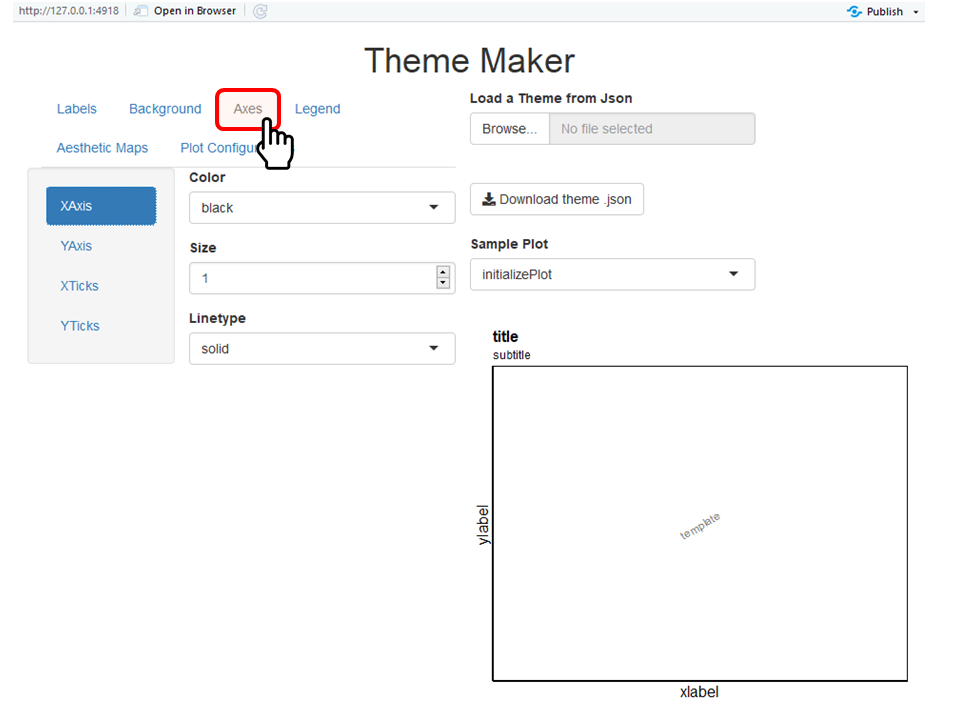 http://127.0.0.1:4918 Open in Browser Publish
Theme Maker
Labels Background Axes Legend
Aesthetic Maps Plot Configu
XAxis
YAxis
XTicks
YTicks
Color
black
Size
1
Linetype
solid
Load a Theme from Json
Browse... No file selected
Download theme .json
Sample Plot
initializePlot
title
subtitle
ylabel
template
xlabel